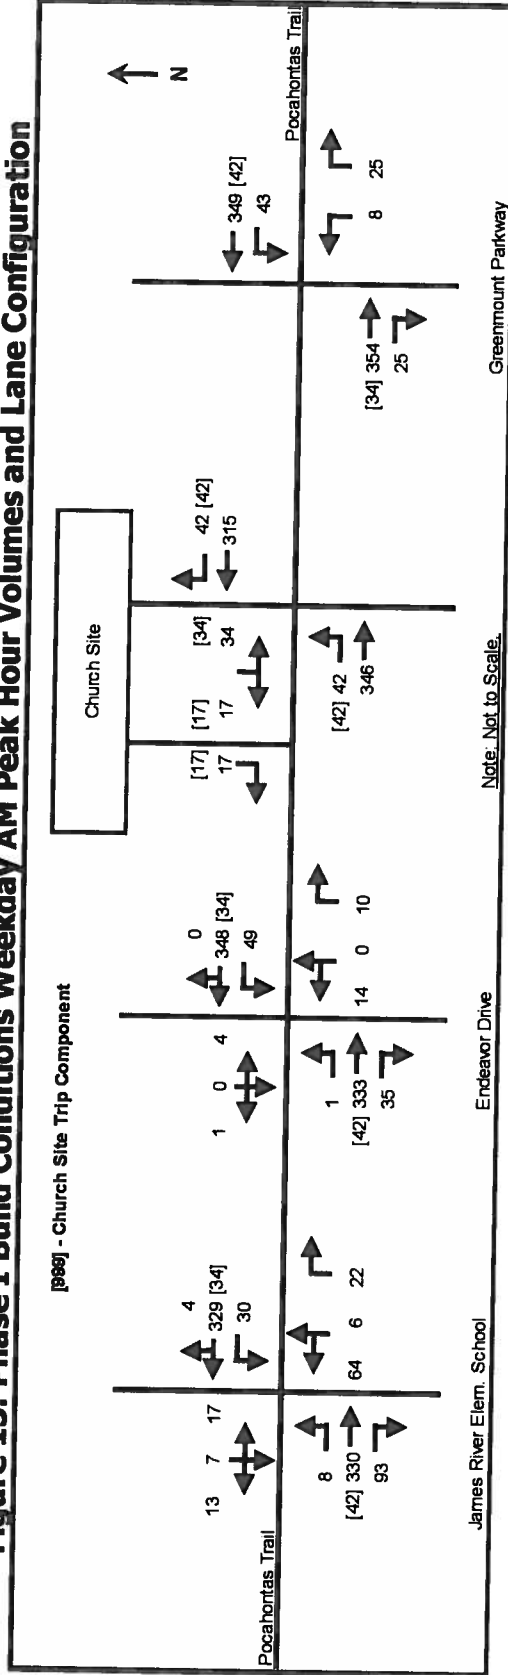 Figure 13: Phase I Build Conditions Weekday AM Peak Hour Volumes and Lane Configuration
[999] - Church Site Trip Component
N
Church Site
Pocahontas Trail
Pocahontas Trail
13 7 17
4
329 [34]
30
8
[42] 330
93
64 6 22
James River Elem. School
1 0 4
0
348 [34]
49
1
[42] 333
35
14 0 10
Endeavor Drive
[17]
17
[17] [34]
17 34
42 [42]
315
[42] 42
346
349 [42]
43
[34] 354
25
8 25
Greenmount Parkway
Note: Not to Scale.